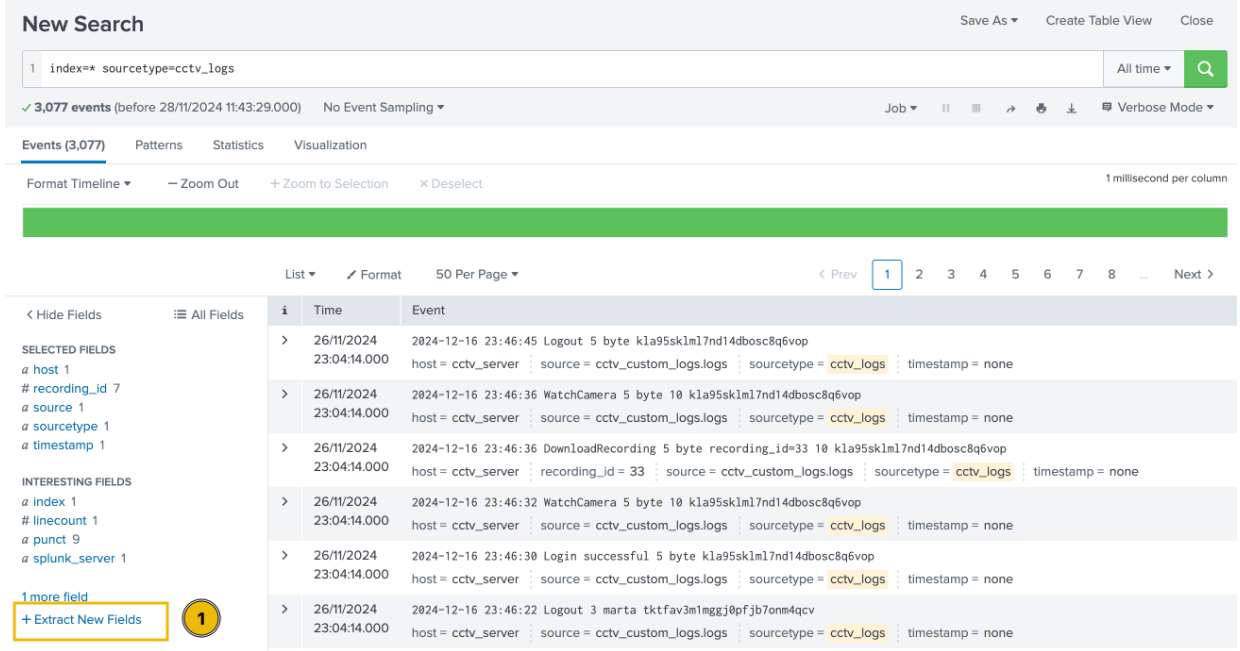 New Search
Save As ▾ Create Table View Close
1 index=* sourcetype=cctv_logs
All time ▾
✓ 3,077 events (before 28/11/2024 11:43:29.000) No Event Sampling ▾
Job ▾ Verbose Mode ▾
Events (3,077) Patterns Statistics Visualization
Format Timeline ▾ — Zoom Out + Zoom to Selection × Deselect
1 millisecond per column
List ▾ Format 50 Per Page ▾
< Prev 1 2 3 4 5 6 7 8 ... Next >
< Hide Fields All Fields
i Time Event
SELECTED FIELDS
a host 1
# recording_id 7
a source 1
a sourcetype 1
a timestamp 1
INTERESTING FIELDS
a index 1
# linecount 1
a punct 9
a splunk_server 1
1 more field
+ Extract New Fields
1
> 26/11/2024 2024-12-16 23:46:45 Logout 5 byte kla95sklml7nd14dbosc8q6vop
23:04:14.000 host = cctv_server source = cctv_custom_logs.logs sourcetype = cctv_logs timestamp = none
> 26/11/2024 2024-12-16 23:46:36 WatchCamera 5 byte 10 kla95sklml7nd14dbosc8q6vop
23:04:14.000 host = cctv_server source = cctv_custom_logs.logs sourcetype = cctv_logs timestamp = none
> 26/11/2024 2024-12-16 23:46:36 DownloadRecording 5 byte recording_id=33 10 kla95sklml7nd14dbosc8q6vop
23:04:14.000 host = cctv_server recording_id = 33 source = cctv_custom_logs.logs sourcetype = cctv_logs timestamp = none
> 26/11/2024 2024-12-16 23:46:32 WatchCamera 5 byte 10 kla95sklml7nd14dbosc8q6vop
23:04:14.000 host = cctv_server source = cctv_custom_logs.logs sourcetype = cctv_logs timestamp = none
> 26/11/2024 2024-12-16 23:46:30 Login successful 5 byte kla95sklml7nd14dbosc8q6vop
23:04:14.000 host = cctv_server source = cctv_custom_logs.logs sourcetype = cctv_logs timestamp = none
> 26/11/2024 2024-12-16 23:46:22 Logout 3 marta tktfav3m1mggj0pfjb7onm4qcv
23:04:14.000 host = cctv_server source = cctv_custom_logs.logs sourcetype = cctv_logs timestamp = none